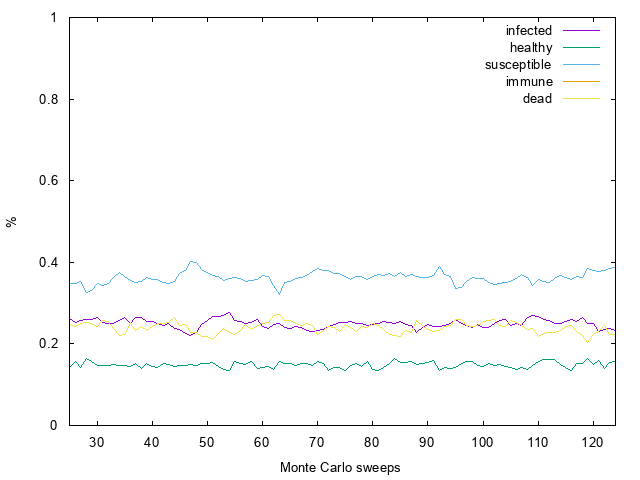 1
0.8
0.6
0.4
0.2
0
%
infected
healthy
susceptible
immune
dead
30 40 50 60 70 80 90 100 110 120
Monte Carlo sweeps